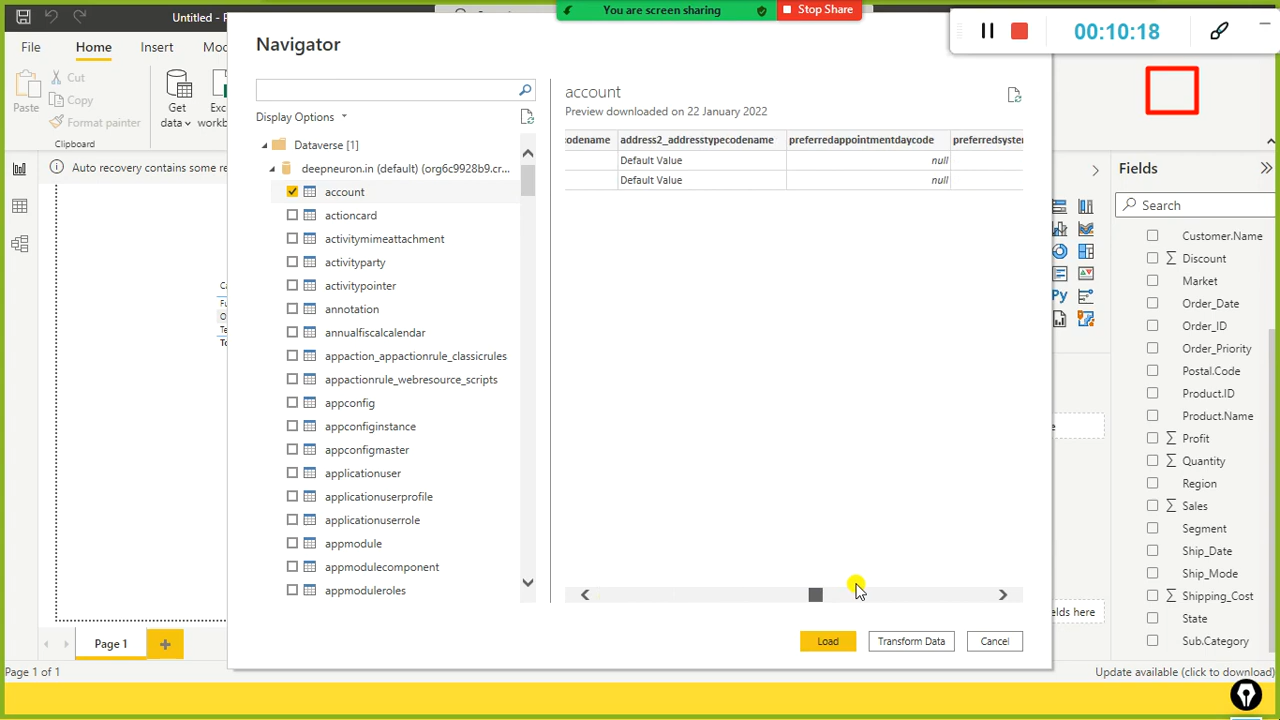 You are screen sharing
Stop Share
Untitled - P
00:10:18
File
Home
Insert
Mod
Navigator
Cut
Copy
Format painter
Paste
Clipboard
Get
data
Exc
workb
Display Options
Dataverse [1]
deepneuron.in (default) (org6c9928b9.cr...
account
actioncard
activitymimeattachment
activityparty
activitypointer
annotation
annualfiscalcalendar
appaction_appactionrule_classicrules
appactionrule_webresource_scripts
appconfig
appconfiginstance
appconfigmaster
applicationuser
applicationuserprofile
applicationuserrole
appmodule
appmodulecomponent
appmoduleroles
account
Preview downloaded on 22 January 2022
codename address2_addresstypecodename preferredappointmentdaycode preferredsyste
Default Value null
Default Value null
Load
Transform Data
Cancel
Auto recovery contains some re
Ca
Fu
O
Te
To
Fields
Search
Customer.Name
Discount
Market
Order_Date
Order_ID
Order_Priority
Postal.Code
Product.ID
Product.Name
Profit
Quantity
Region
Sales
Segment
Ship_Date
Ship_Mode
Shipping_Cost
State
Sub.Category
Py
e
elds here
Page 1
Page 1 of 1
Update available (click to download)